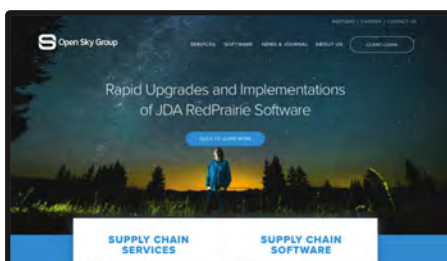 PARTNERS | CAREERS | CONTACT US
Open Sky Group
SERVICES SOFTWARE NEWS & JOURNAL ABOUT US CLIENT LOGIN
Rapid Upgrades and Implementations
of JDA RedPrairie Software
CLICK TO LEARN MORE
SUPPLY CHAIN
SERVICES
SUPPLY CHAIN
SOFTWARE